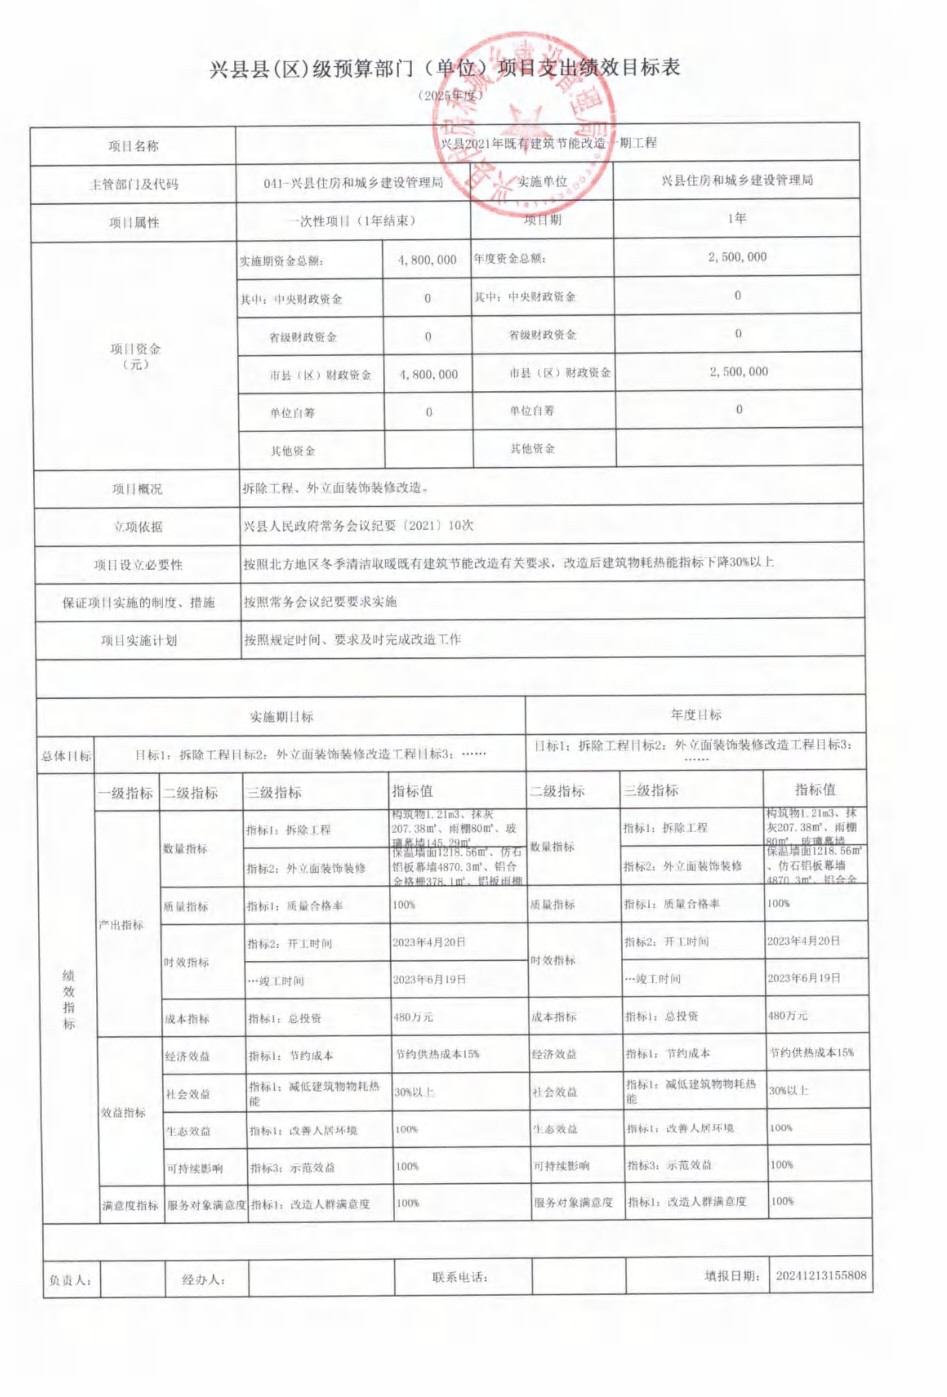 兴县县(区)级预算部门（单位）项目支出绩效目标表
（2025年度）
兴县住房和城乡建设管理局
项目名称 兴县2021年既有建筑节能改造一期工程
主管部门及代码 041-兴县住房和城乡建设管理局 实施单位 兴县住房和城乡建设管理局
项目属性 一次性项目（1年结束） 项目期 1年
项目资金
（元）
实施期资金总额： 4,800,000 年度资金总额： 2,500,000
其中：中央财政资金 0 其中：中央财政资金 0
省级财政资金 0 省级财政资金 0
市县（区）财政资金 4,800,000 市县（区）财政资金 2,500,000
单位自筹 0 单位自筹 0
其他资金 其他资金
项目概况 拆除工程、外立面装饰装修改造。
立项依据 兴县人民政府常务会议纪要〔2021〕10次
项目设立必要性 按照北方地区冬季清洁取暖既有建筑节能改造有关要求，改造后建筑物耗热能指标下降30%以上
保证项目实施的制度、措施 按照常务会议纪要要求实施
项目实施计划 按照规定时间、要求及时完成改造工作
实施期目标 年度目标
总体目标 目标1：拆除工程目标2：外立面装饰装修改造工程目标3：…… 目标1：拆除工程目标2：外立面装饰装修改造工程目标3：
……
绩效指标
一级指标 二级指标 三级指标 指标值 二级指标 三级指标 指标值
产出指标
数量指标 指标1：拆除工程 构筑物1.21m3、抹灰
207.38㎡、雨棚80㎡、玻
璃幕墙145.29㎡
数量指标 指标1：拆除工程 构筑物1.21m3、抹
灰207.38㎡、雨棚
80㎡、玻璃幕墙
指标2：外立面装饰装修 保温墙面1218.56㎡、仿石
铝板幕墙4870.3㎡、铝合
金格栅378.1㎡、铝板雨棚
指标2：外立面装饰装修 保温墙面1218.56㎡
、仿石铝板幕墙
4870.3㎡、铝合金
质量指标 指标1：质量合格率 100% 质量指标 指标1：质量合格率 100%
时效指标 指标2：开工时间 2023年4月20日 时效指标 指标2：开工时间 2023年4月20日
…竣工时间 2023年6月19日 …竣工时间 2023年6月19日
成本指标 指标1：总投资 480万元 成本指标 指标1：总投资 480万元
效益指标
经济效益 指标1：节约成本 节约供热成本15% 经济效益 指标1：节约成本 节约供热成本15%
社会效益 指标1：减低建筑物物耗热能 30%以上 社会效益 指标1：减低建筑物物耗热能 30%以上
生态效益 指标1：改善人居环境 100% 生态效益 指标1：改善人居环境 100%
可持续影响 指标3：示范效益 100% 可持续影响 指标3：示范效益 100%
满意度指标 服务对象满意度 指标1：改造人群满意度 100% 服务对象满意度 指标1：改造人群满意度 100%
负责人： 经办人： 联系电话： 填报日期： 20241213155808